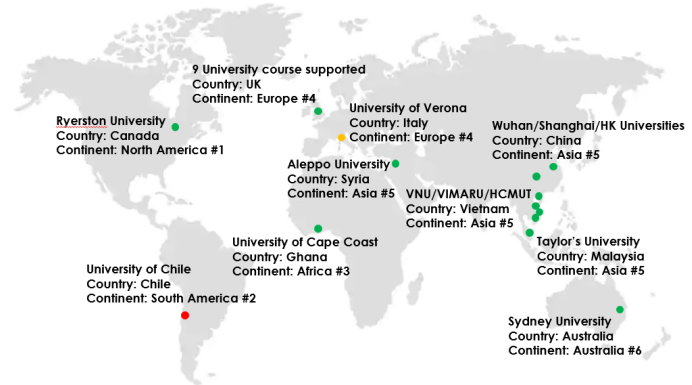 9 University course supported
Country: UK
Continent: Europe #4
University of Verona
Country: Italy
Continent: Europe #4
Ryerston University
Country: Canada
Continent: North America #1
Wuhan/Shanghai/HK Universities
Country: China
Continent: Asia #5
Aleppo University
Country: Syria
Continent: Asia #5
VNU/VIMARU/HCMUT
Country: Vietnam
Continent: Asia #5
University of Cape Coast
Country: Ghana
Continent: Africa #3
Taylor's University
Country: Malaysia
Continent: Asia #5
University of Chile
Country: Chile
Continent: South America #2
Sydney University
Country: Australia
Continent: Australia #6